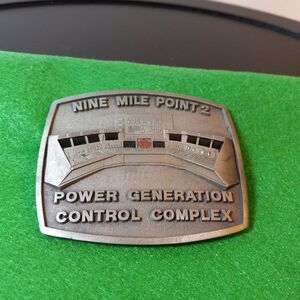 NINE MILE POINT 2
POWER GENERATION
CONTROL COMPLEX